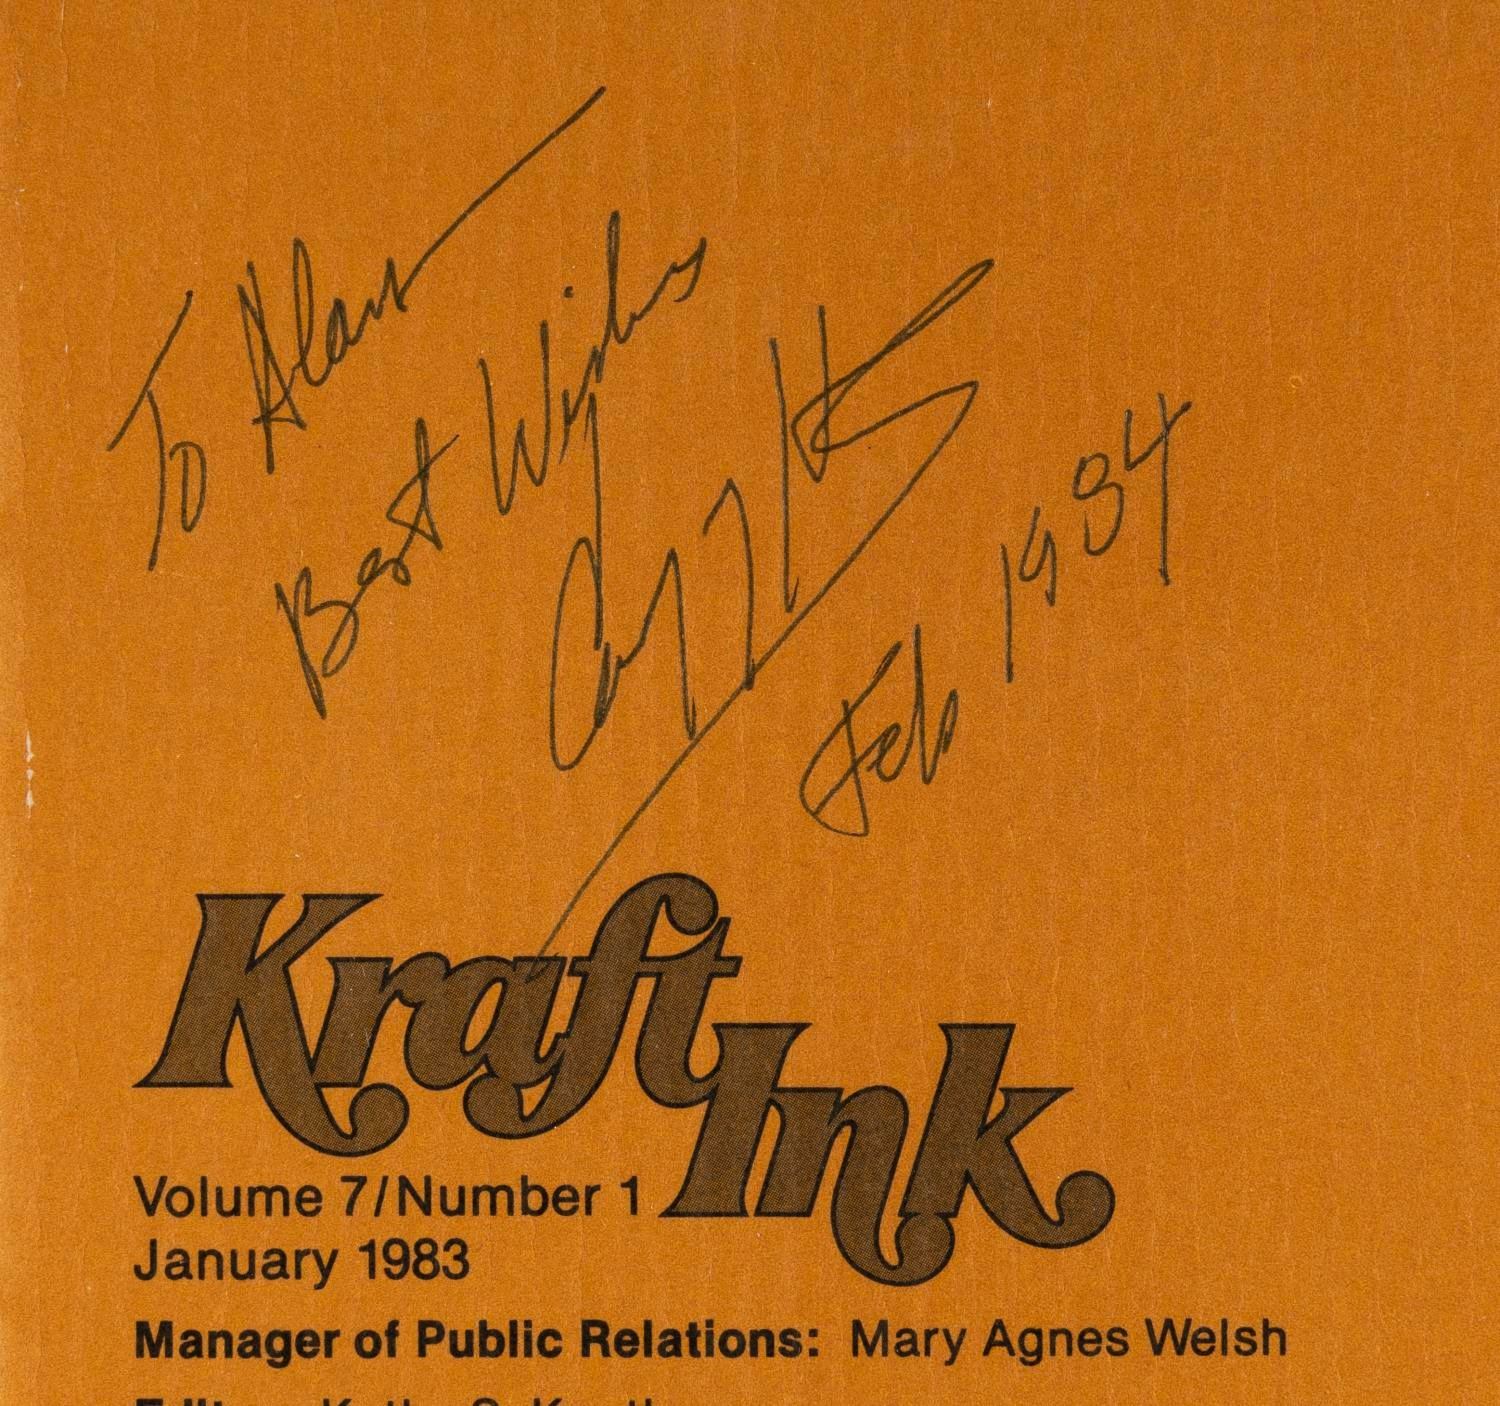 To Alan
Best Wishes
Feb 1984
Kraft
Ink
Volume 7/Number 1
January 1983
Manager of Public Relations: Mary Agnes Welsh